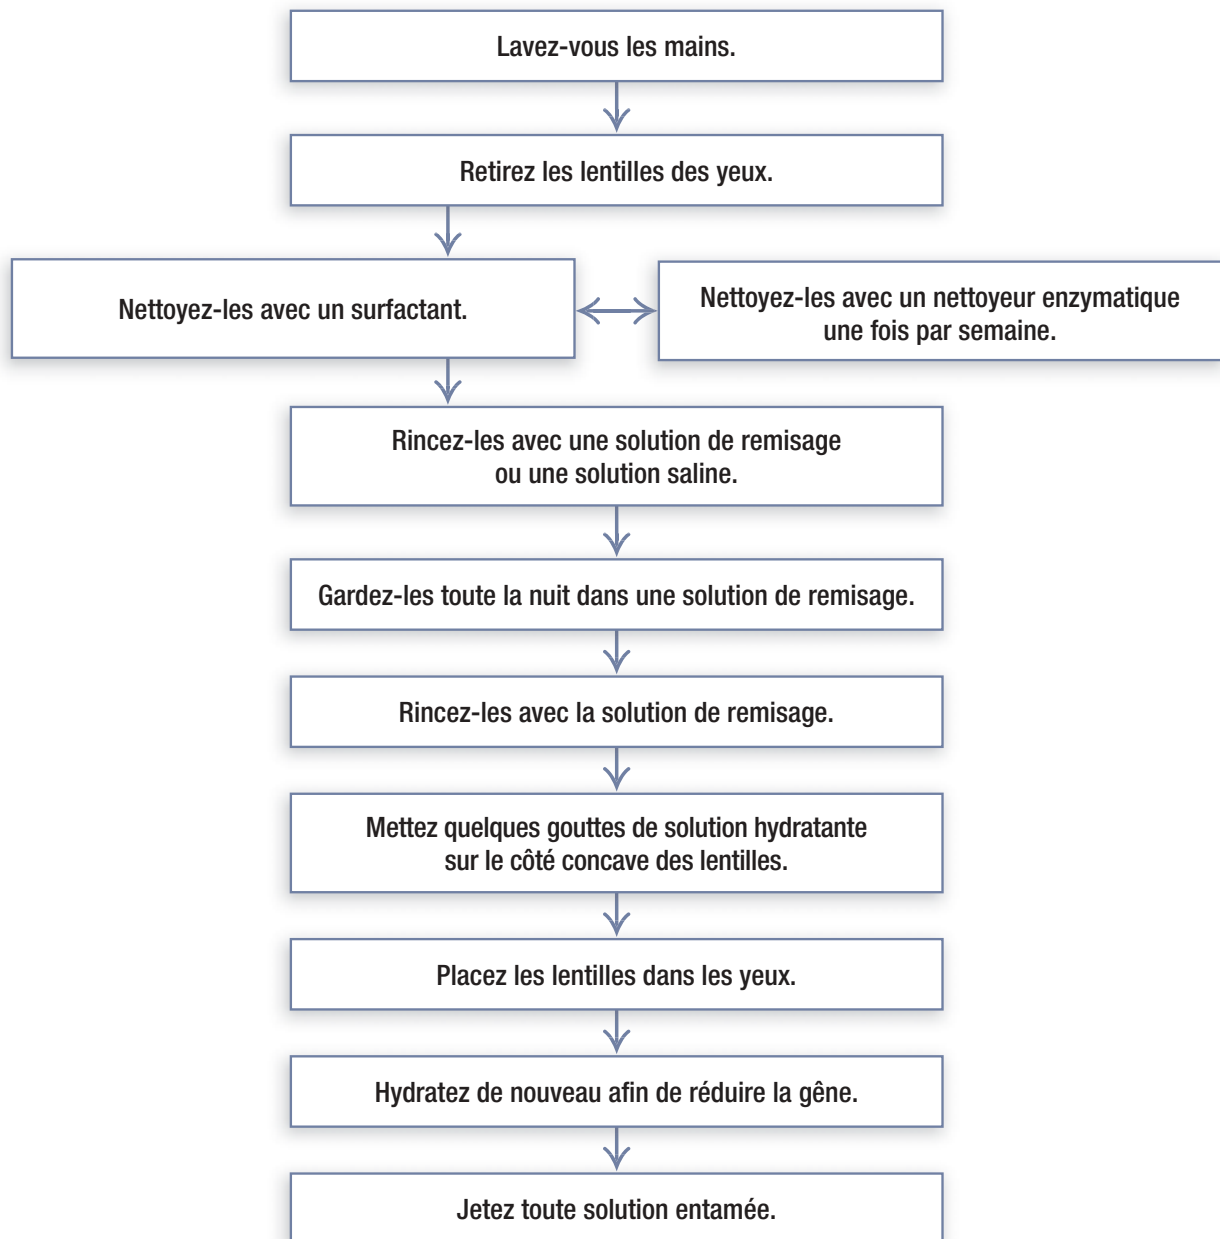 Lavez-vous les mains.
Retirez les lentilles des yeux.
Nettoyez-les avec un surfactant.
Nettoyez-les avec un nettoyeur enzymatique
une fois par semaine.
Rincez-les avec une solution de remisage
ou une solution saline.
Gardez-les toute la nuit dans une solution de remisage.
Rincez-les avec la solution de remisage.
Mettez quelques gouttes de solution hydratante
sur le côté concave des lentilles.
Placez les lentilles dans les yeux.
Hydratez de nouveau afin de réduire la gêne.
Jetez toute solution entamée.